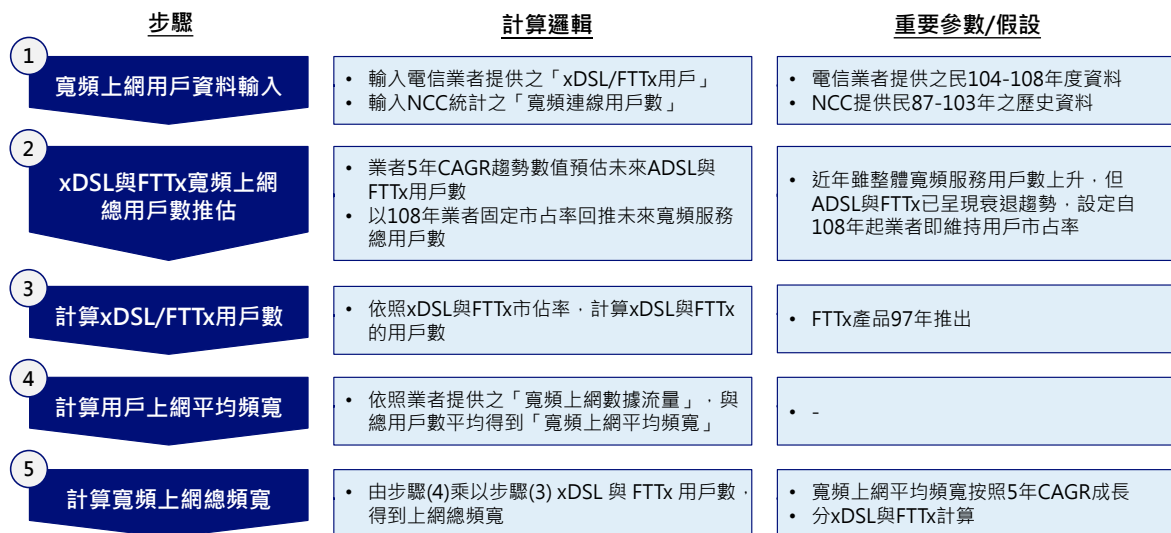 步驟
計算邏輯
重要參數/假設
1
寬頻上網用戶資料輸入
• 輸入電信業者提供之「xDSL/FTTx用戶」
• 輸入NCC統計之「寬頻連線用戶數」
• 電信業者提供之民104-108年度資料
• NCC提供民87-103年之歷史資料
2
xDSL與FTTx寬頻上網
總用戶數推估
• 業者5年CAGR趨勢數值預估未來ADSL與
FTTx用戶數
• 以108年業者固定市占率回推未來寬頻服務
總用戶數
• 近年雖整體寬頻服務用戶數上升，但
ADSL與FTTx已呈現衰退趨勢，設定自
108年起業者即維持用戶市占率
3
計算xDSL/FTTx用戶數
• 依照xDSL與FTTx市佔率，計算xDSL與FTTx
的用戶數
• FTTx產品97年推出
4
計算用戶上網平均頻寬
• 依照業者提供之「寬頻上網數據流量」，與
總用戶數平均得到「寬頻上網平均頻寬」
• -
5
計算寬頻上網總頻寬
• 由步驟(4)乘以步驟(3) xDSL 與 FTTx 用戶數，
得到上網總頻寬
• 寬頻上網平均頻寬按照5年CAGR成長
• 分xDSL與FTTx計算